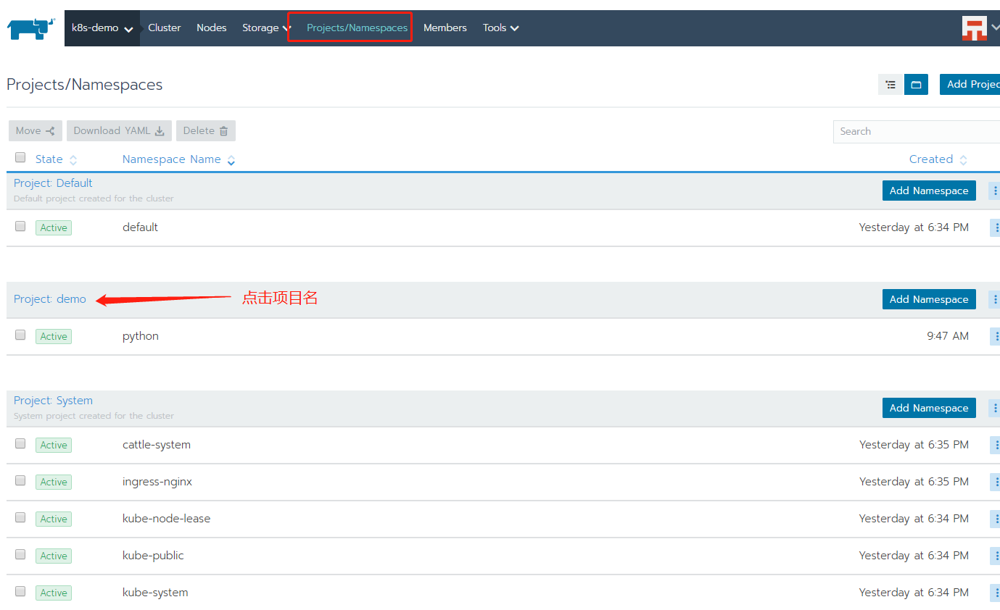 k8s-demo Cluster Nodes Storage Projects/Namespaces Members Tools
Projects/Namespaces
Add Projec
Move Download YAML Delete
Search
State Namespace Name Created
Project: Default
Default project created for the cluster
Add Namespace
Active default Yesterday at 6:34 PM
Project: demo
点击项目名
Add Namespace
Active python 9:47 AM
Project: System
System project created for the cluster
Add Namespace
Active cattle-system Yesterday at 6:35 PM
Active ingress-nginx Yesterday at 6:35 PM
Active kube-node-lease Yesterday at 6:34 PM
Active kube-public Yesterday at 6:34 PM
Active kube-system Yesterday at 6:34 PM